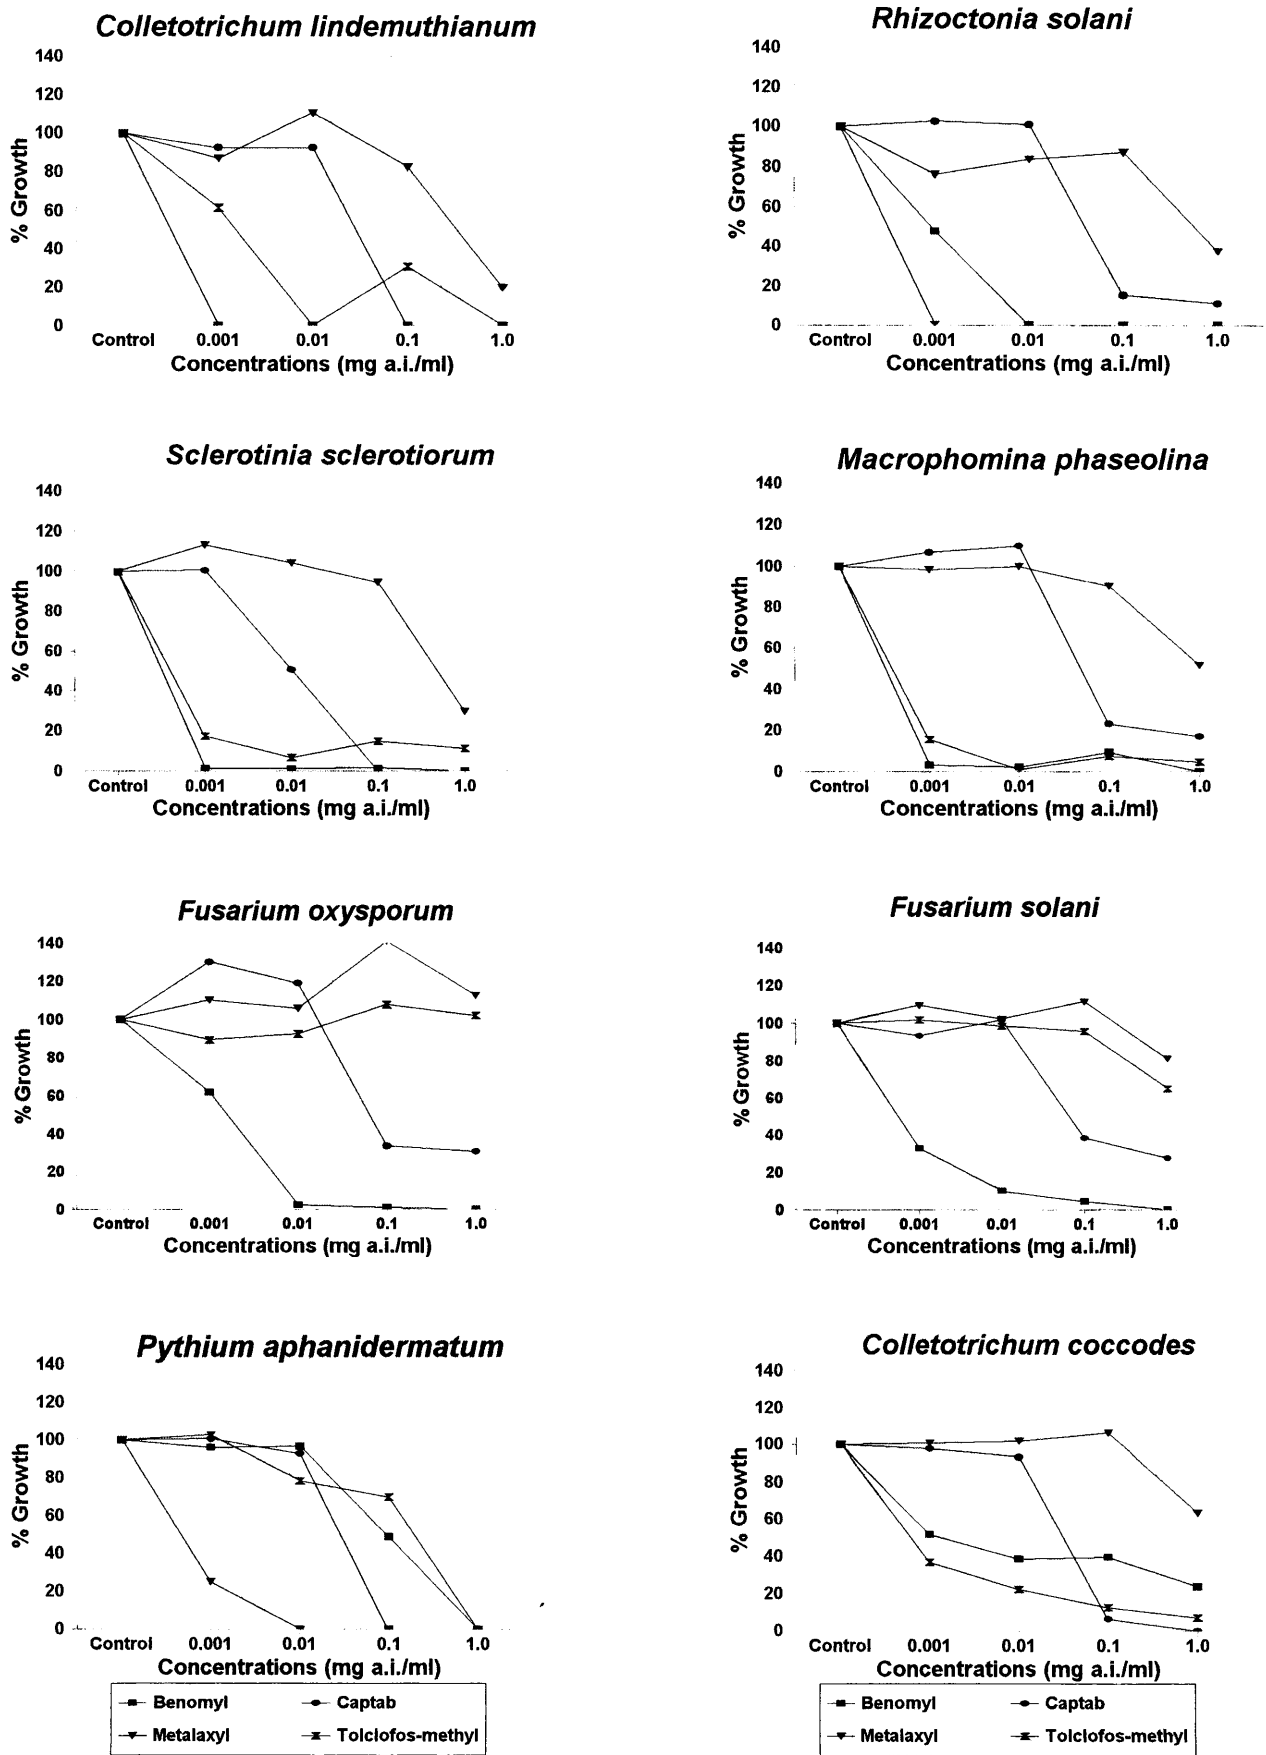 Colletotrichum lindemuthianum
140
120
100
80
60
40
20
0
% Growth
Control 0.001 0.01 0.1 1.0
Concentrations (mg a.i./ml)
Rhizoctonia solani
140
120
100
80
60
40
20
0
% Growth
Control 0.001 0.01 0.1 1.0
Concentrations (mg a.i./ml)
Sclerotinia sclerotiorum
140
120
100
80
60
40
20
0
% Growth
Control 0.001 0.01 0.1 1.0
Concentrations (mg a.i./ml)
Macrophomina phaseolina
140
120
100
80
60
40
20
0
% Growth
Control 0.001 0.01 0.1 1.0
Concentrations (mg a.i./ml)
Fusarium oxysporum
140
120
100
80
60
40
20
0
% Growth
Control 0.001 0.01 0.1 1.0
Concentrations (mg a.i./ml)
Fusarium solani
140
120
100
80
60
40
20
0
% Growth
Control 0.001 0.01 0.1 1.0
Concentrations (mg a.i./ml)
Pythium aphanidermatum
140
120
100
80
60
40
20
0
% Growth
Control 0.001 0.01 0.1 1.0
Concentrations (mg a.i./ml)
Benomyl Captab
Metalaxyl Tolclofos-methyl
Colletotrichum coccodes
140
120
100
80
60
40
20
0
% Growth
Control 0.001 0.01 0.1 1.0
Concentrations (mg a.i./ml)
Benomyl Captab
Metalaxyl Tolclofos-methyl